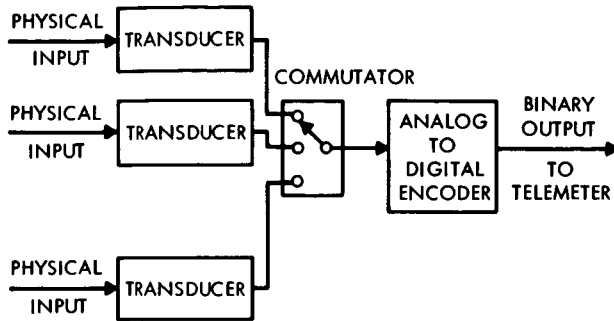 PHYSICAL
INPUT
TRANSDUCER
PHYSICAL
INPUT
TRANSDUCER
PHYSICAL
INPUT
TRANSDUCER
COMMUTATOR
ANALOG
TO
DIGITAL
ENCODER
BINARY
OUTPUT
TO
TELEMETER